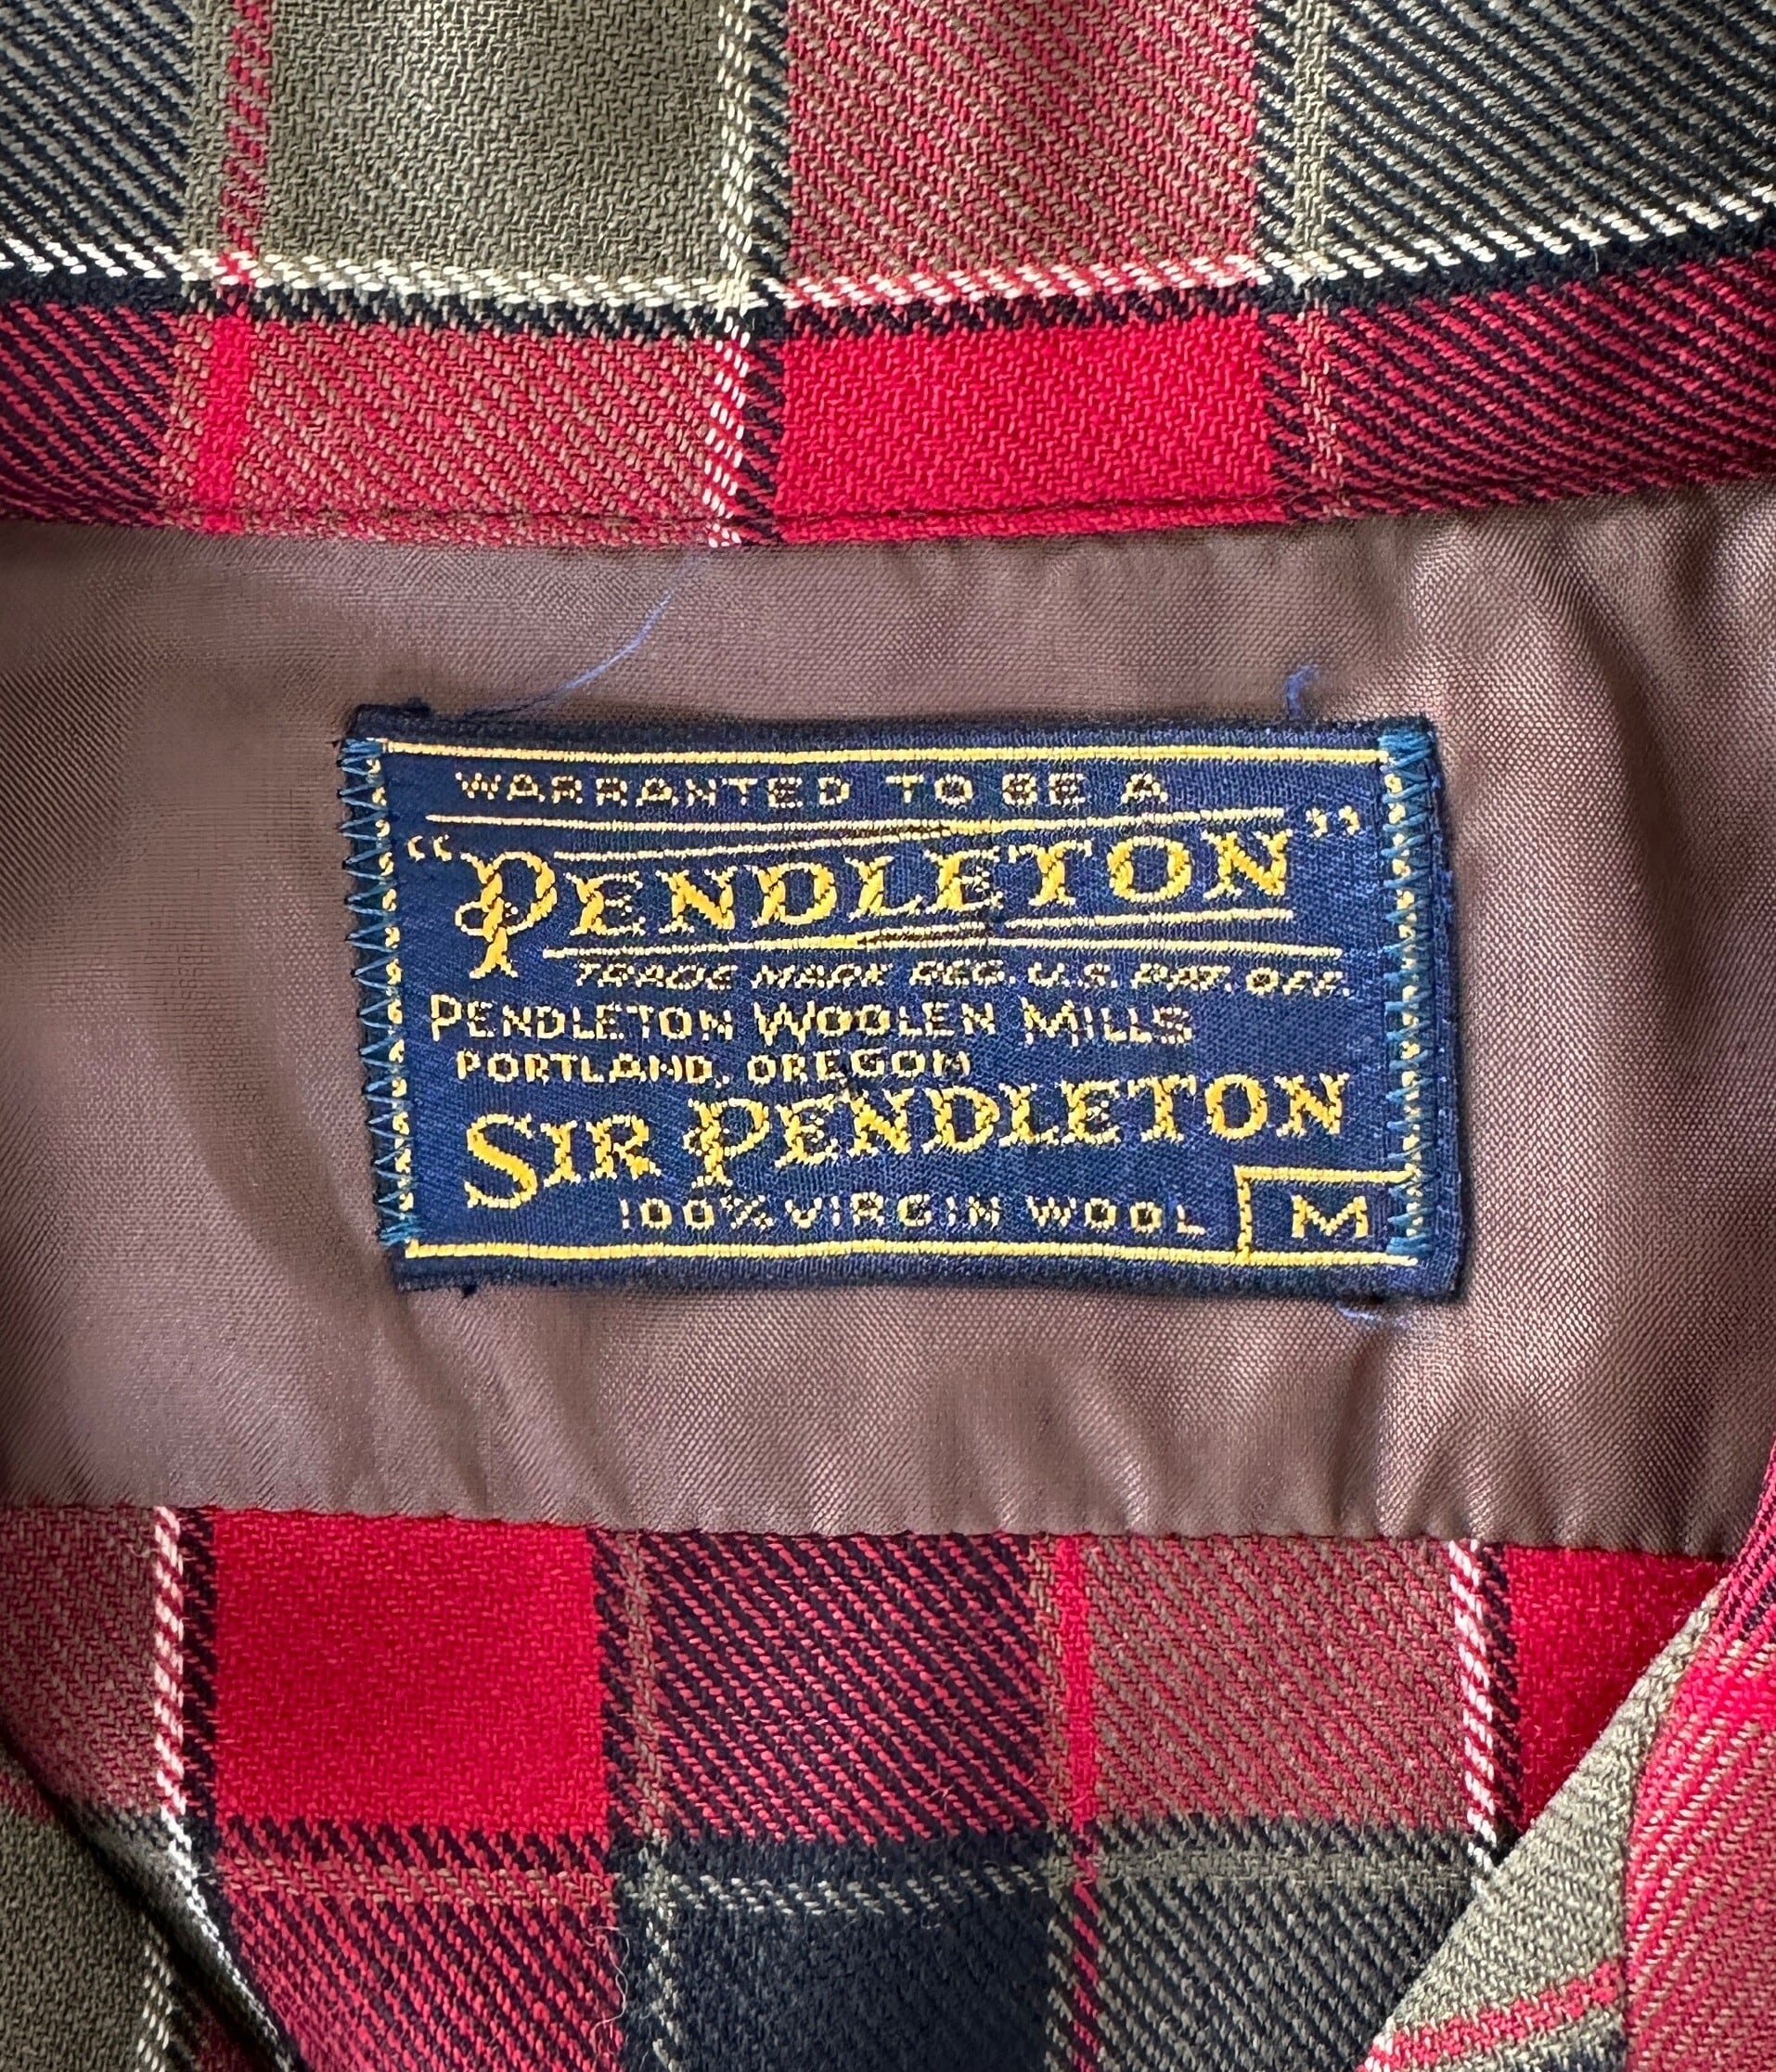 WARRANTED TO BE A
"PENDLETON"
TRADE MARK REG. U.S. PAT. OFF.
PENDLETON WOOLEN MILLS
PORTLAND, OREGON
SIR PENDLETON
100% VIRGIN WOOL M